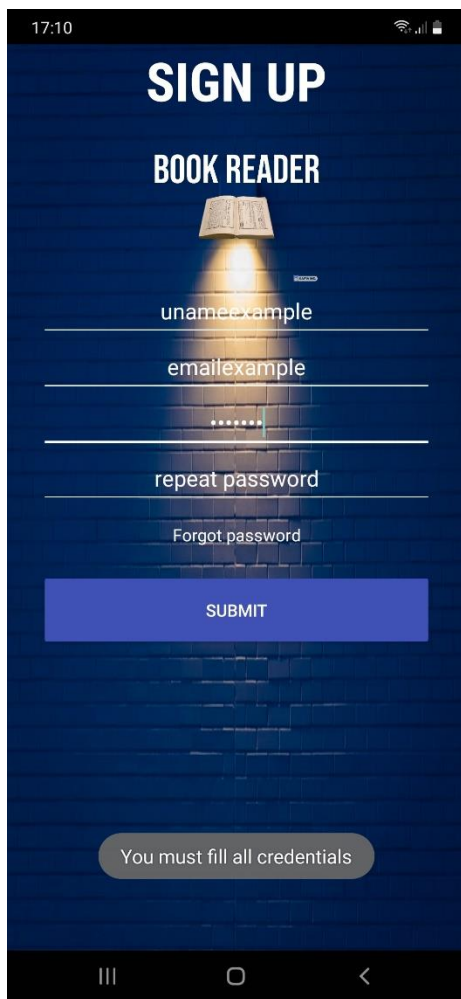 17:10
SIGN UP
BOOK READER
unameexample
emailexample
•••••••
repeat password
Forgot password
SUBMIT
You must fill all credentials